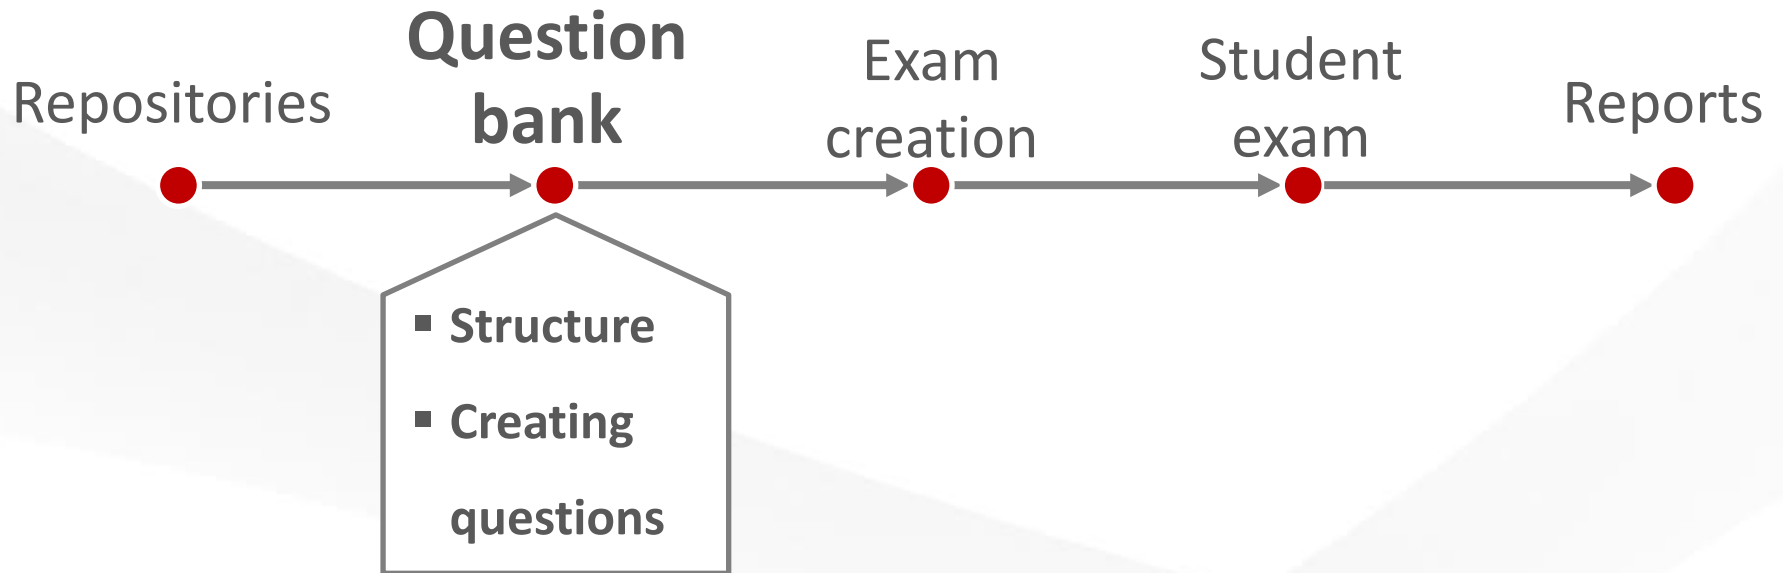 Repositories
Question
bank
Exam
creation
Student
exam
Reports
▪ Structure
▪ Creating
questions